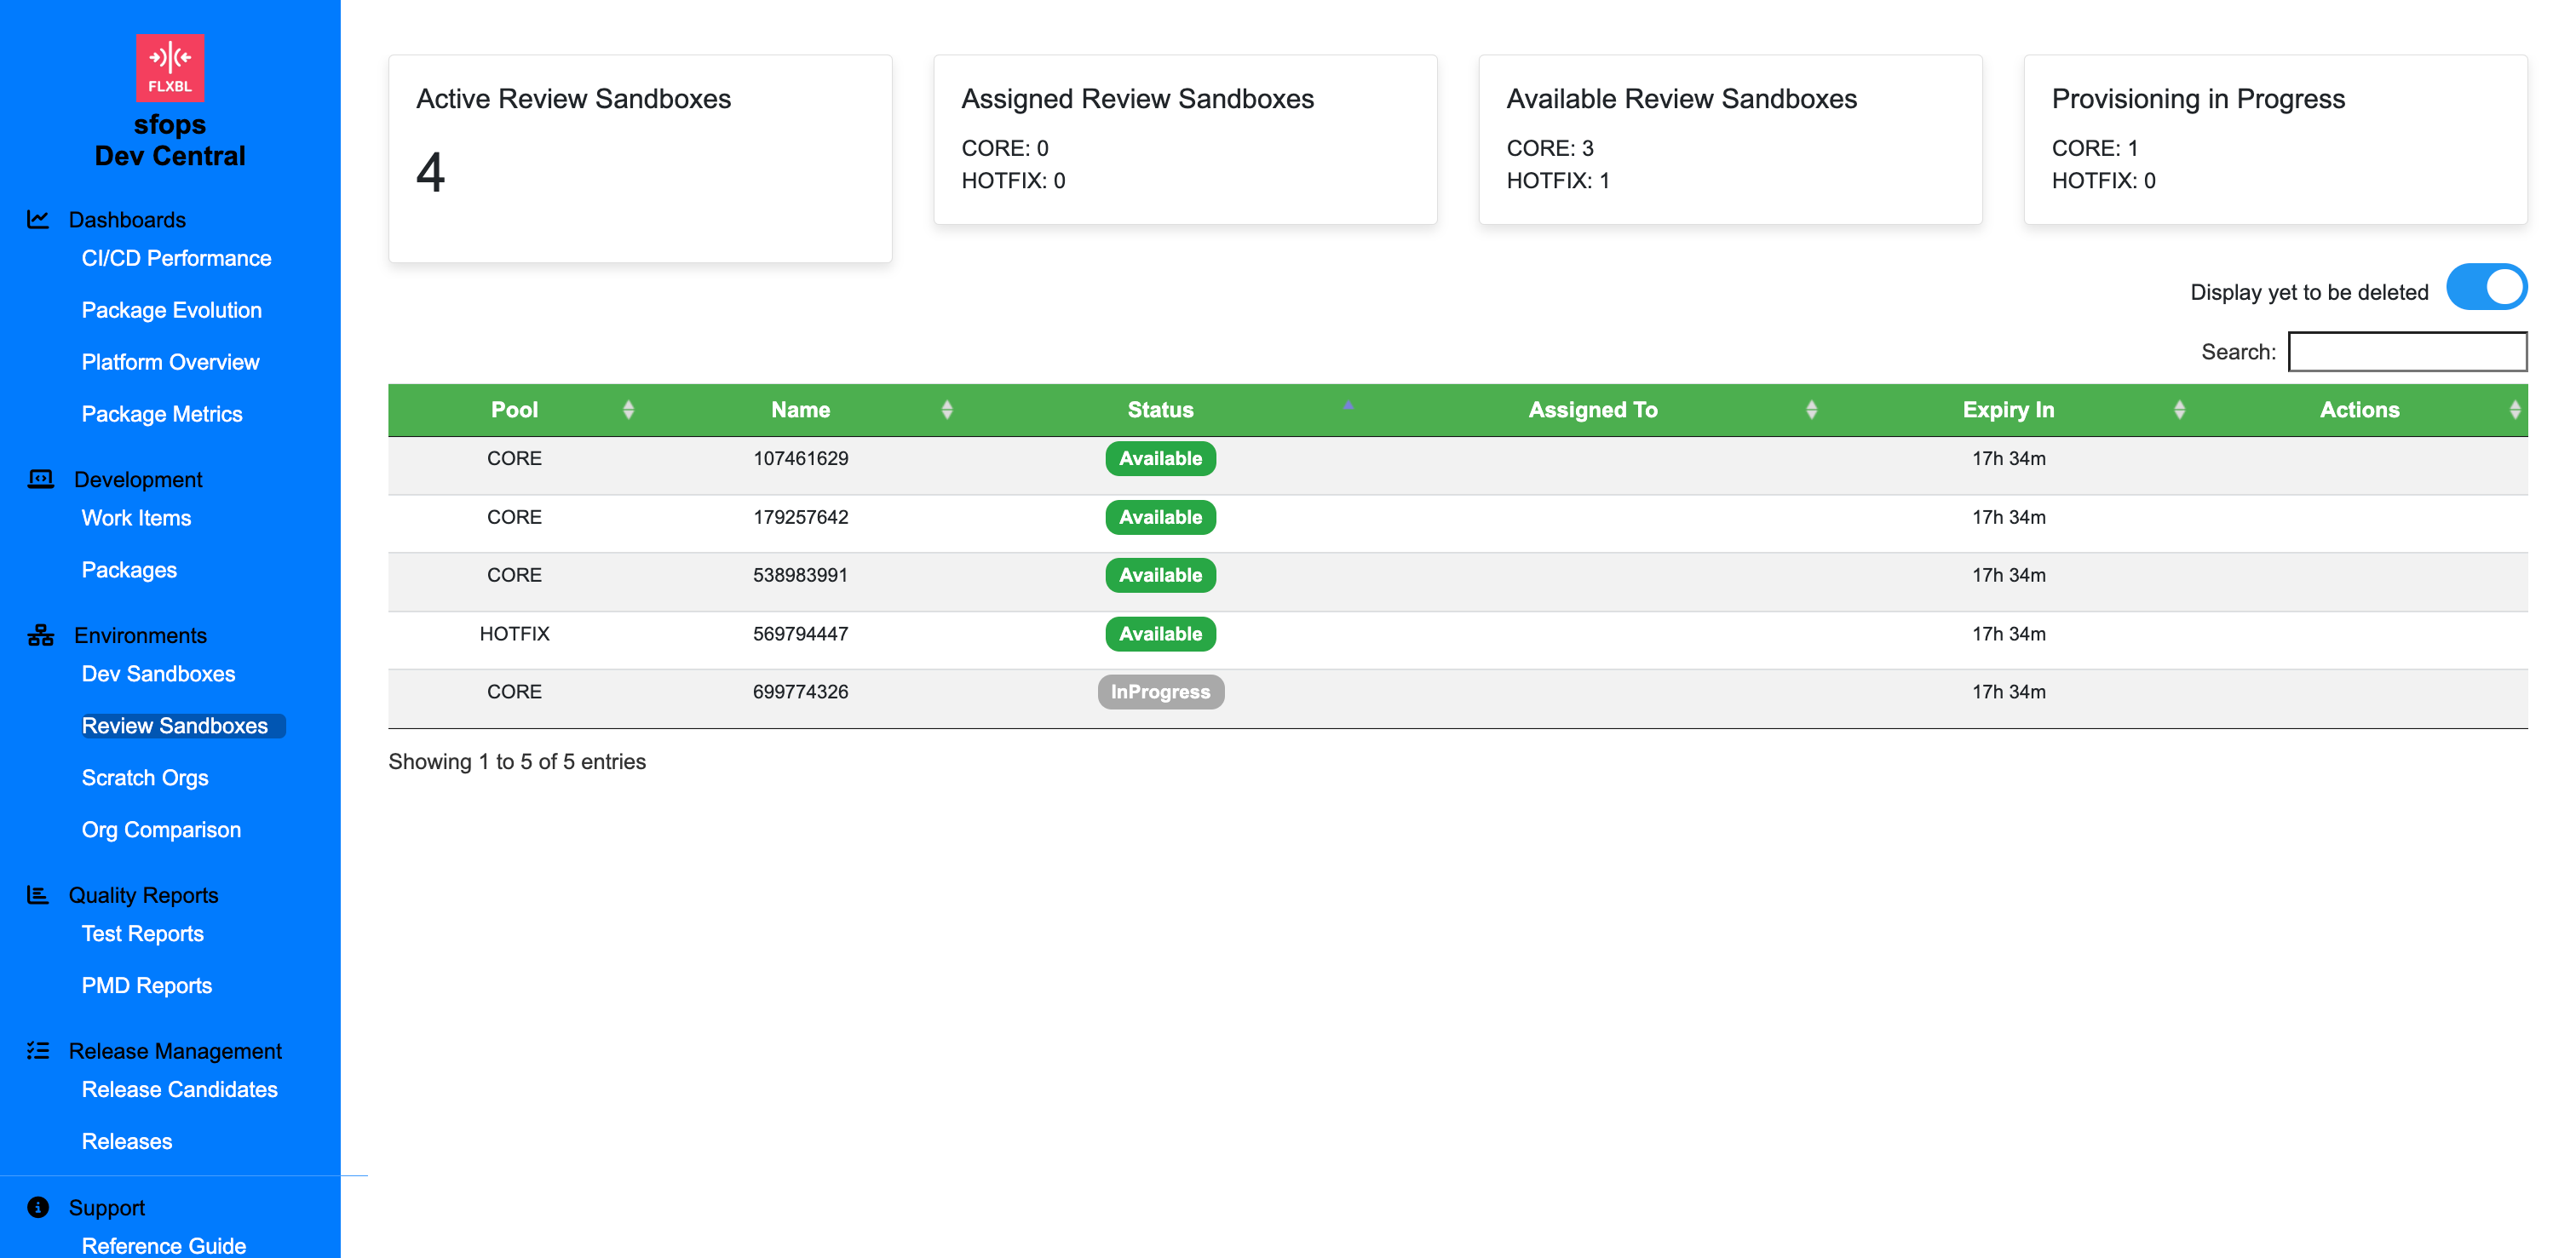 FLXBL
sfops
Dev Central
Dashboards
CI/CD Performance
Package Evolution
Platform Overview
Package Metrics
Development
Work Items
Packages
Environments
Dev Sandboxes
Review Sandboxes
Scratch Orgs
Org Comparison
Quality Reports
Test Reports
PMD Reports
Release Management
Release Candidates
Releases
Support
Reference Guide
Active Review Sandboxes
4
Assigned Review Sandboxes
CORE: 0
HOTFIX: 0
Available Review Sandboxes
CORE: 3
HOTFIX: 1
Provisioning in Progress
CORE: 1
HOTFIX: 0
Display yet to be deleted
Search:
Pool Name Status Assigned To Expiry In Actions
CORE 107461629 Available 17h 34m
CORE 179257642 Available 17h 34m
CORE 538983991 Available 17h 34m
HOTFIX 569794447 Available 17h 34m
CORE 699774326 InProgress 17h 34m
Showing 1 to 5 of 5 entries